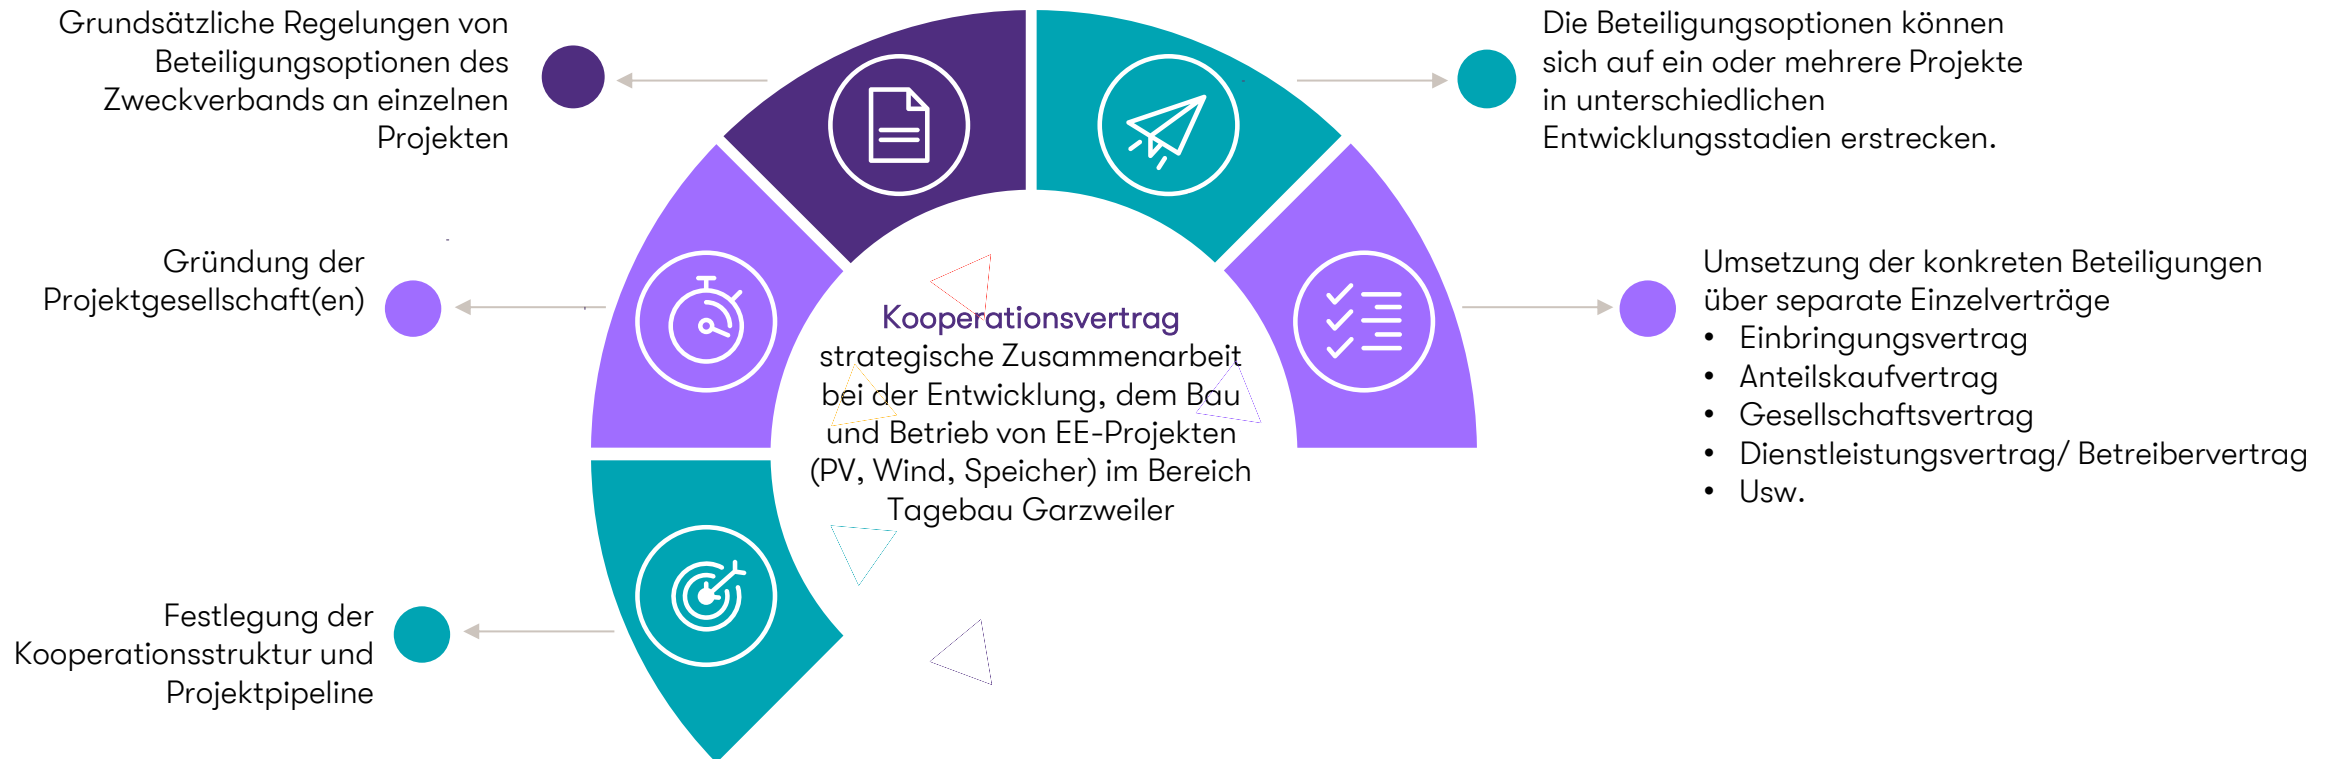 Grundsätzliche Regelungen von
Beteiligungsoptionen des
Zweckverbands an einzelnen
Projekten
Die Beteiligungsoptionen können
sich auf ein oder mehrere Projekte
in unterschiedlichen
Entwicklungsstadien erstrecken.
Gründung der
Projektgesellschaft(en)
Kooperationsvertrag
strategische Zusammenarbeit
bei der Entwicklung, dem Bau
und Betrieb von EE-Projekten
(PV, Wind, Speicher) im Bereich
Tagebau Garzweiler
Umsetzung der konkreten Beteiligungen
über separate Einzelverträge
• Einbringungsvertrag
• Anteilskaufvertrag
• Gesellschaftsvertrag
• Dienstleistungsvertrag/ Betreibervertrag
• Usw.
Festlegung der
Kooperationsstruktur und
Projektpipeline